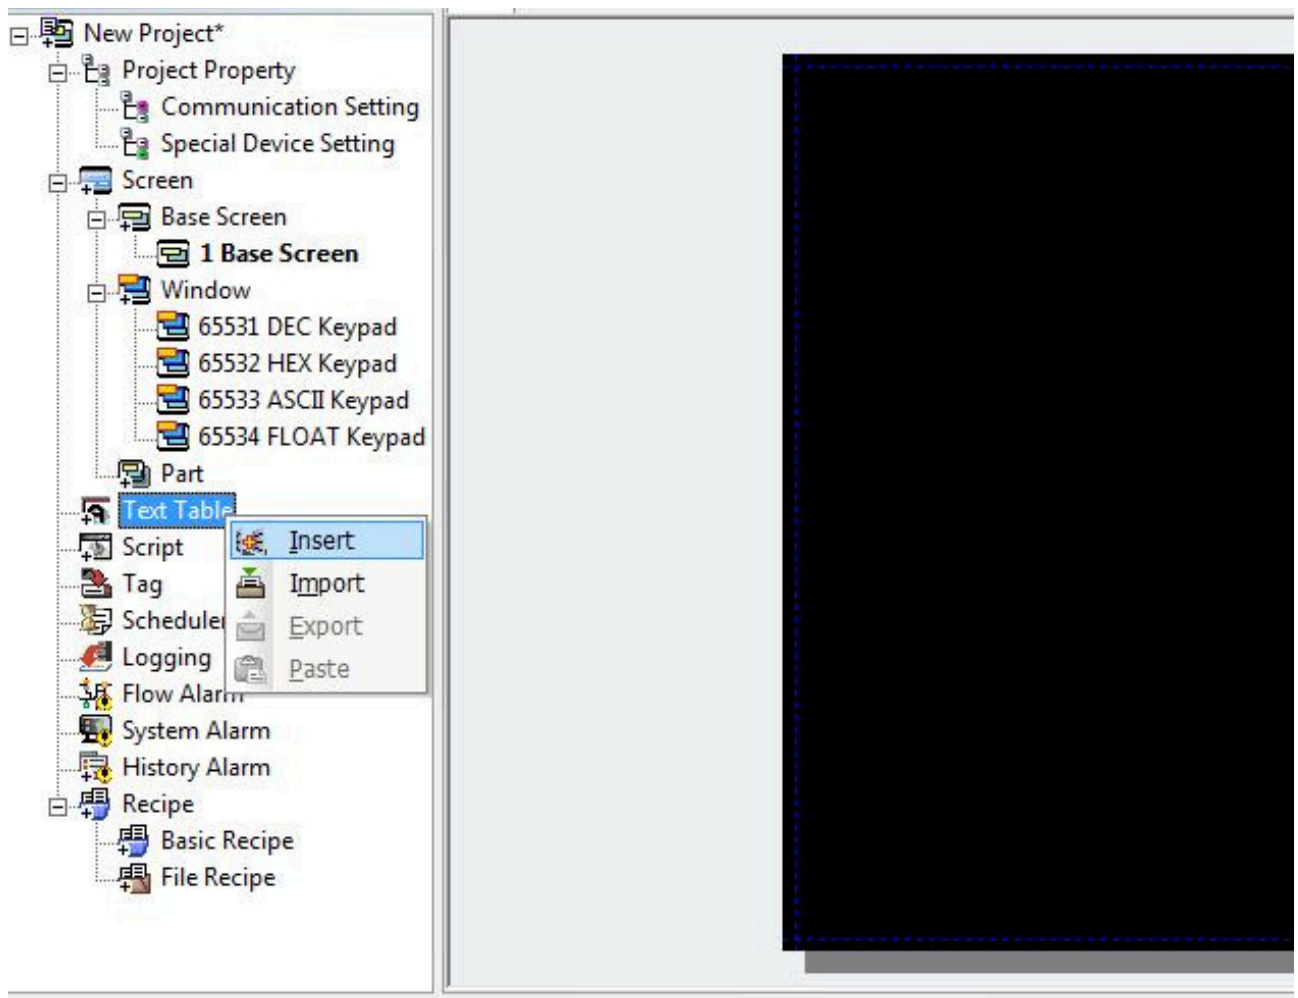 New Project*
Project Property
Communication Setting
Special Device Setting
Screen
Base Screen
1 Base Screen
Window
65531 DEC Keypad
65532 HEX Keypad
65533 ASCII Keypad
65534 FLOAT Keypad
Part
Text Table
Insert
Script
Import
Tag
Scheduler
Export
Logging
Paste
Flow Alarm
System Alarm
History Alarm
Recipe
Basic Recipe
File Recipe